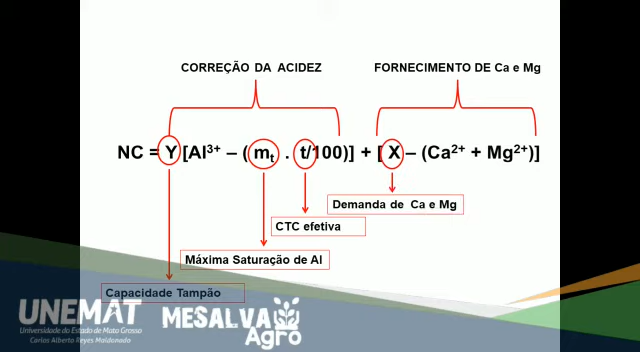 CORREÇÃO DA ACIDEZ
FORNECIMENTO DE Ca e Mg
NC = Y [Al³⁺ – ( mₜ . t/100)] + [ X – (Ca²⁺ + Mg²⁺)]
Demanda de Ca e Mg
CTC efetiva
Máxima Saturação de Al
Capacidade Tampão
UNEMAT
Universidade do Estado de Mato Grosso
Carlos Alberto Reyes Maldonado
MESALVA
Agro